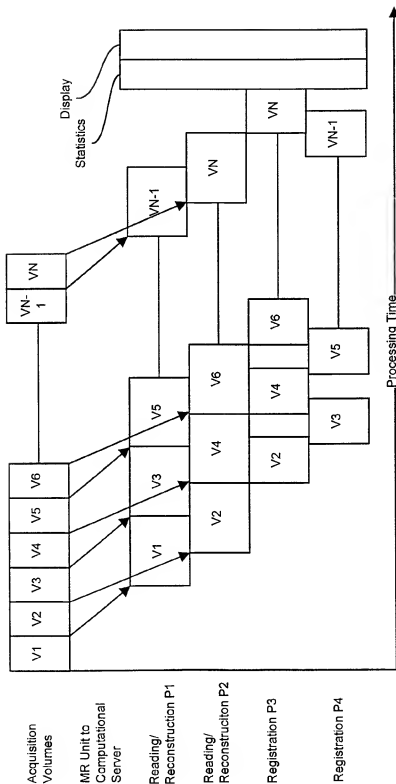 Display
Statistics
Acquisition
Volumes
V1 V2 V3 V4 V5 V6 VN-
1 VN
MR Unit to
Computational
Server
Reading/
Reconstruction P1
V1 V3 V5 VN-1
Reading/
Reconstruciton P2
V2 V4 V6 VN
Registration P3
V2 V4 V6 VN
Registration P4
V3 V5 VN-1
Processing Time